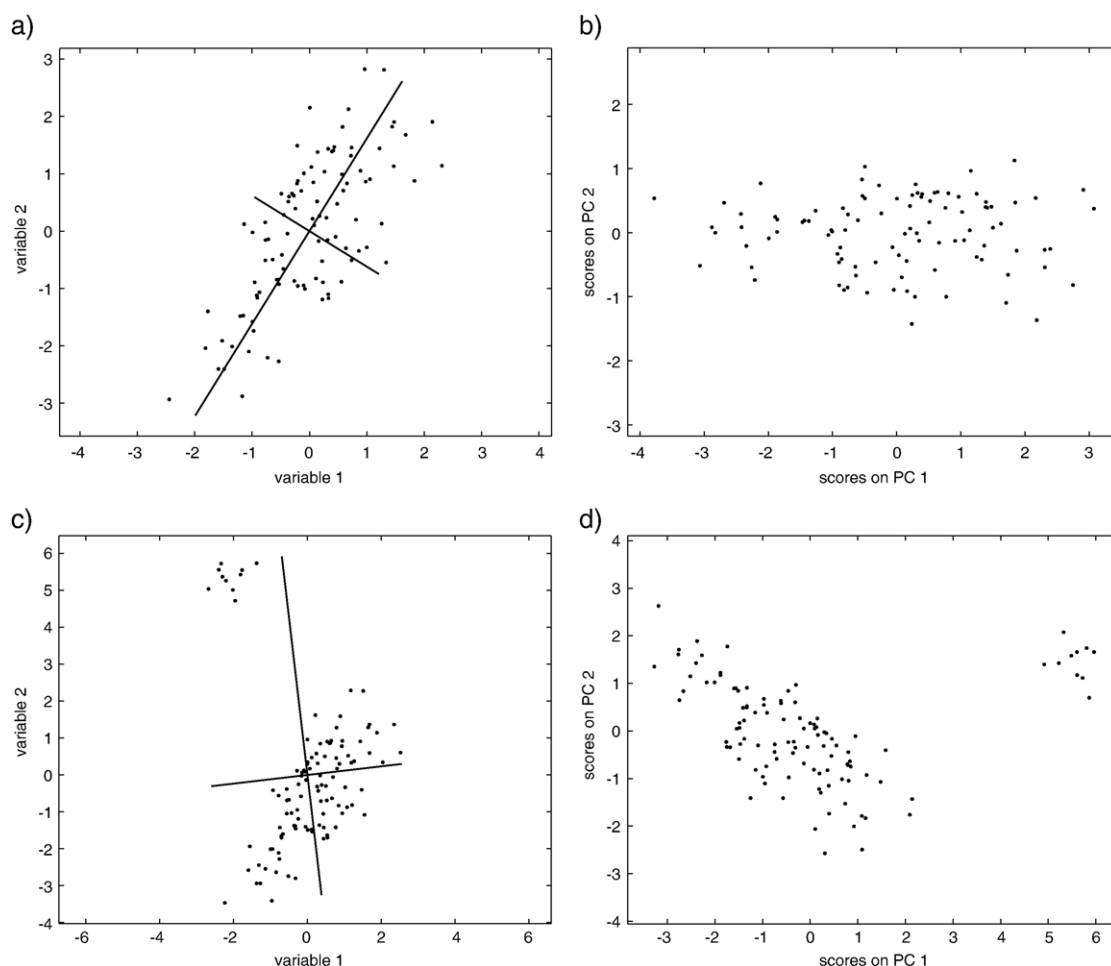 a)
3
2
1
0
-1
-2
-3
variable 2
-4 -3 -2 -1 0 1 2 3 4
variable 1
b)
2
1
0
-1
-2
-3
scores on PC 2
-4 -3 -2 -1 0 1 2 3
scores on PC 1
c)
6
5
4
3
2
1
0
-1
-2
-3
-4
variable 2
-6 -4 -2 0 2 4 6
variable 1
d)
4
3
2
1
0
-1
-2
-3
-4
scores on PC 2
-3 -2 -1 0 1 2 3 4 5 6
scores on PC 1